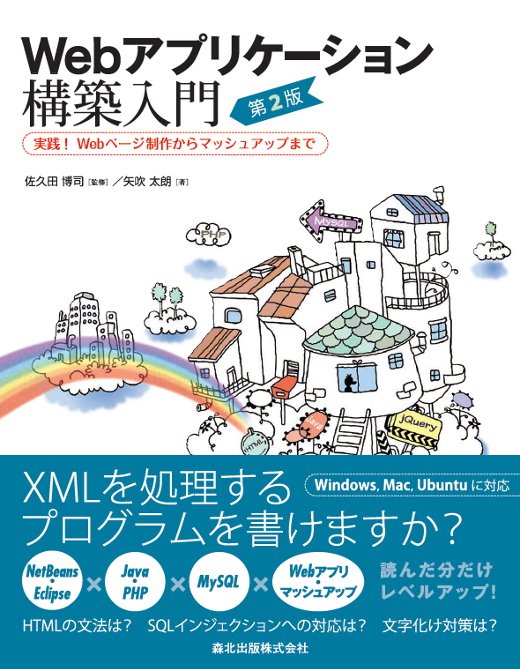 Webアプリケーション
構築入門
第2版
実践! Webページ制作からマッシュアップまで
佐久田 博司 [監修] /矢吹 太朗 [著]
MySQL
PHP
XHTML
Java
jQuery
XMLを処理する
プログラムを書けますか?
Windows, Mac, Ubuntu に対応
NetBeans
・
Eclipse
×
Java
・
PHP
×
MySQL
×
Webアプリ
・
マッシュアップ
読んだ分だけ
レベルアップ!
HTMLの文法は? SQLインジェクションへの対応は? 文字化け対策は?
森北出版株式会社